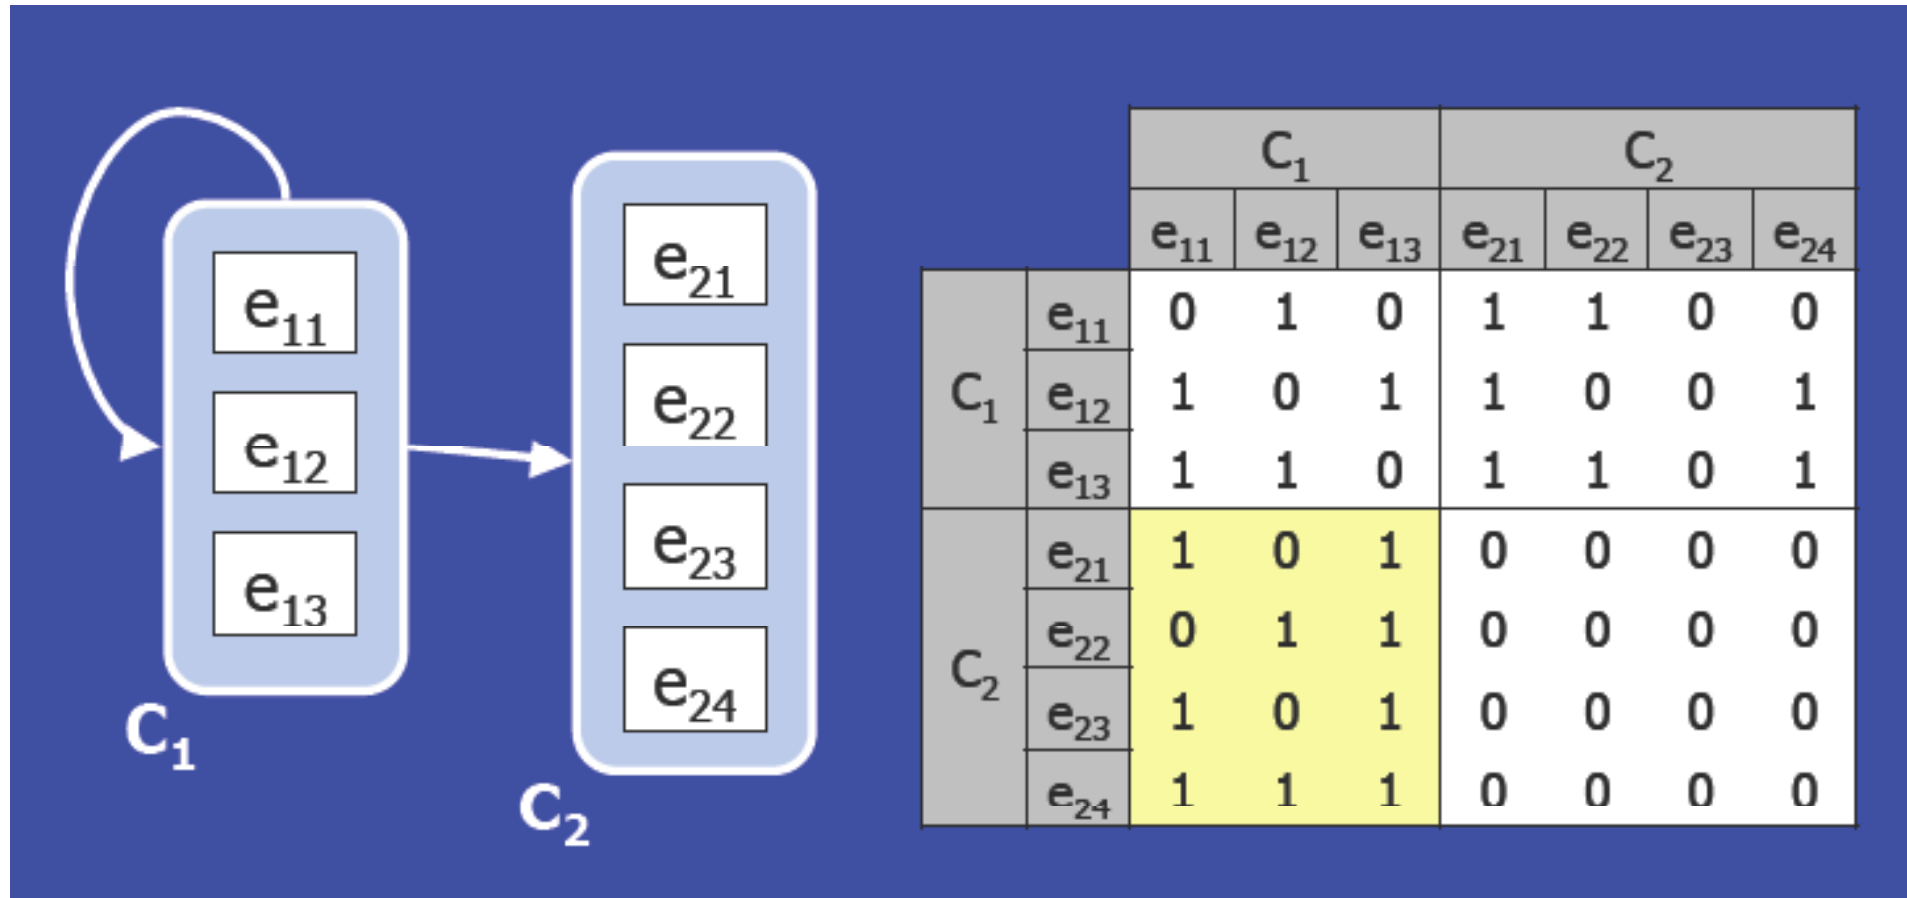 e₁₁
e₁₂
e₁₃
C₁
e₂₁
e₂₂
e₂₃
e₂₄
C₂
C₁ C₂
e₁₁ e₁₂ e₁₃ e₂₁ e₂₂ e₂₃ e₂₄
C₁
e₁₁ 0 1 0 1 1 0 0
e₁₂ 1 0 1 1 0 0 1
e₁₃ 1 1 0 1 1 0 1
C₂
e₂₁ 1 0 1 0 0 0 0
e₂₂ 0 1 1 0 0 0 0
e₂₃ 1 0 1 0 0 0 0
e₂₄ 1 1 1 0 0 0 0